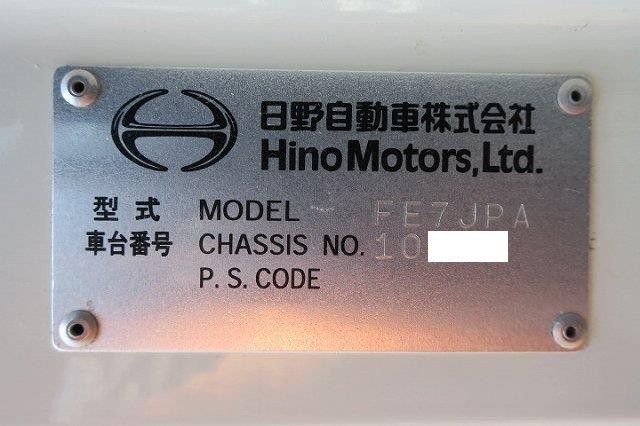 日野自動車株式会社
Hino Motors, Ltd.
型式 MODEL FE7JPA
車台番号 CHASSIS NO. 10
P.S.CODE